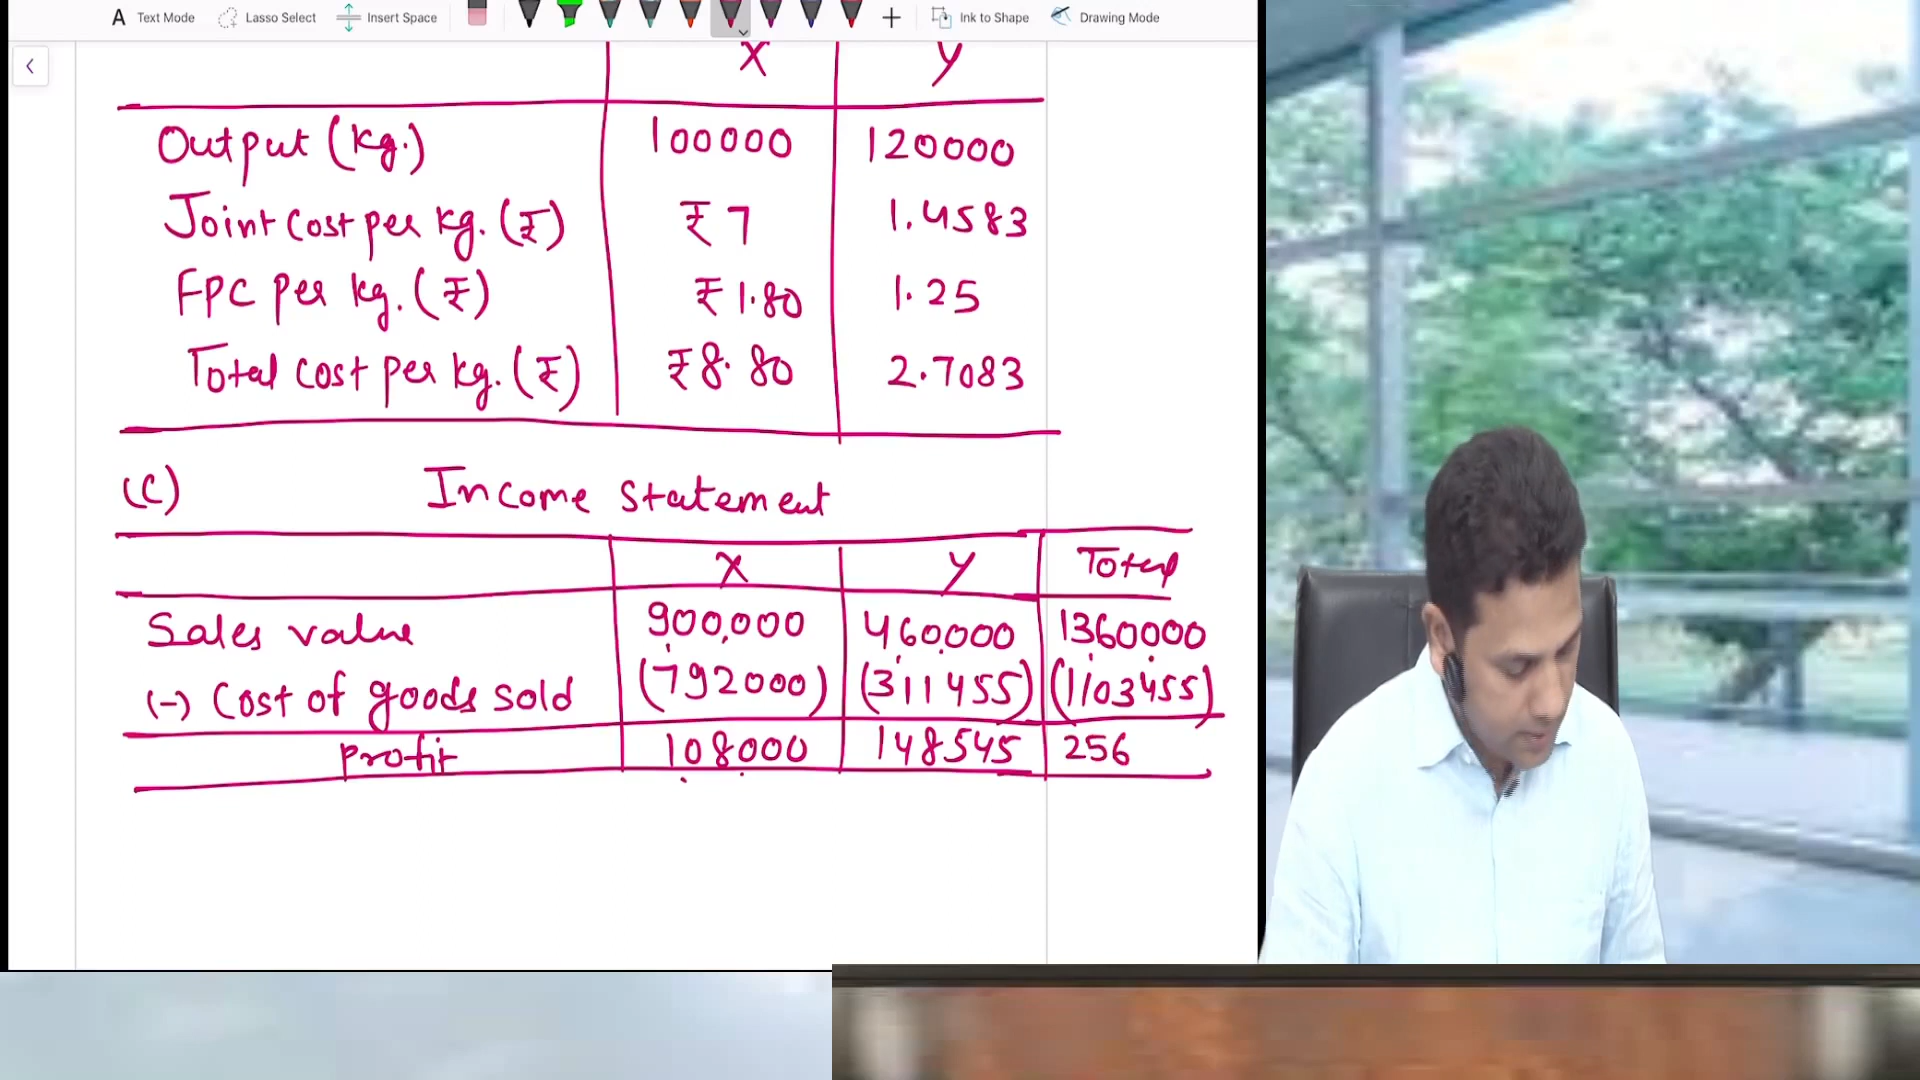 Text Mode Lasso Select Insert Space Ink to Shape Drawing Mode
X Y
Output (kg.) 100000 120000
Joint cost per kg. (₹) ₹7 1.4583
FPC per kg. (₹) ₹1.80 1.25
Total cost per kg. (₹) ₹8.80 2.7083
(C) Income Statement
X Y Total
Sales value 900,000 460,000 1360000
(-) Cost of goods sold (792000) (311455) (1103455)
Profit 108000 148545 256